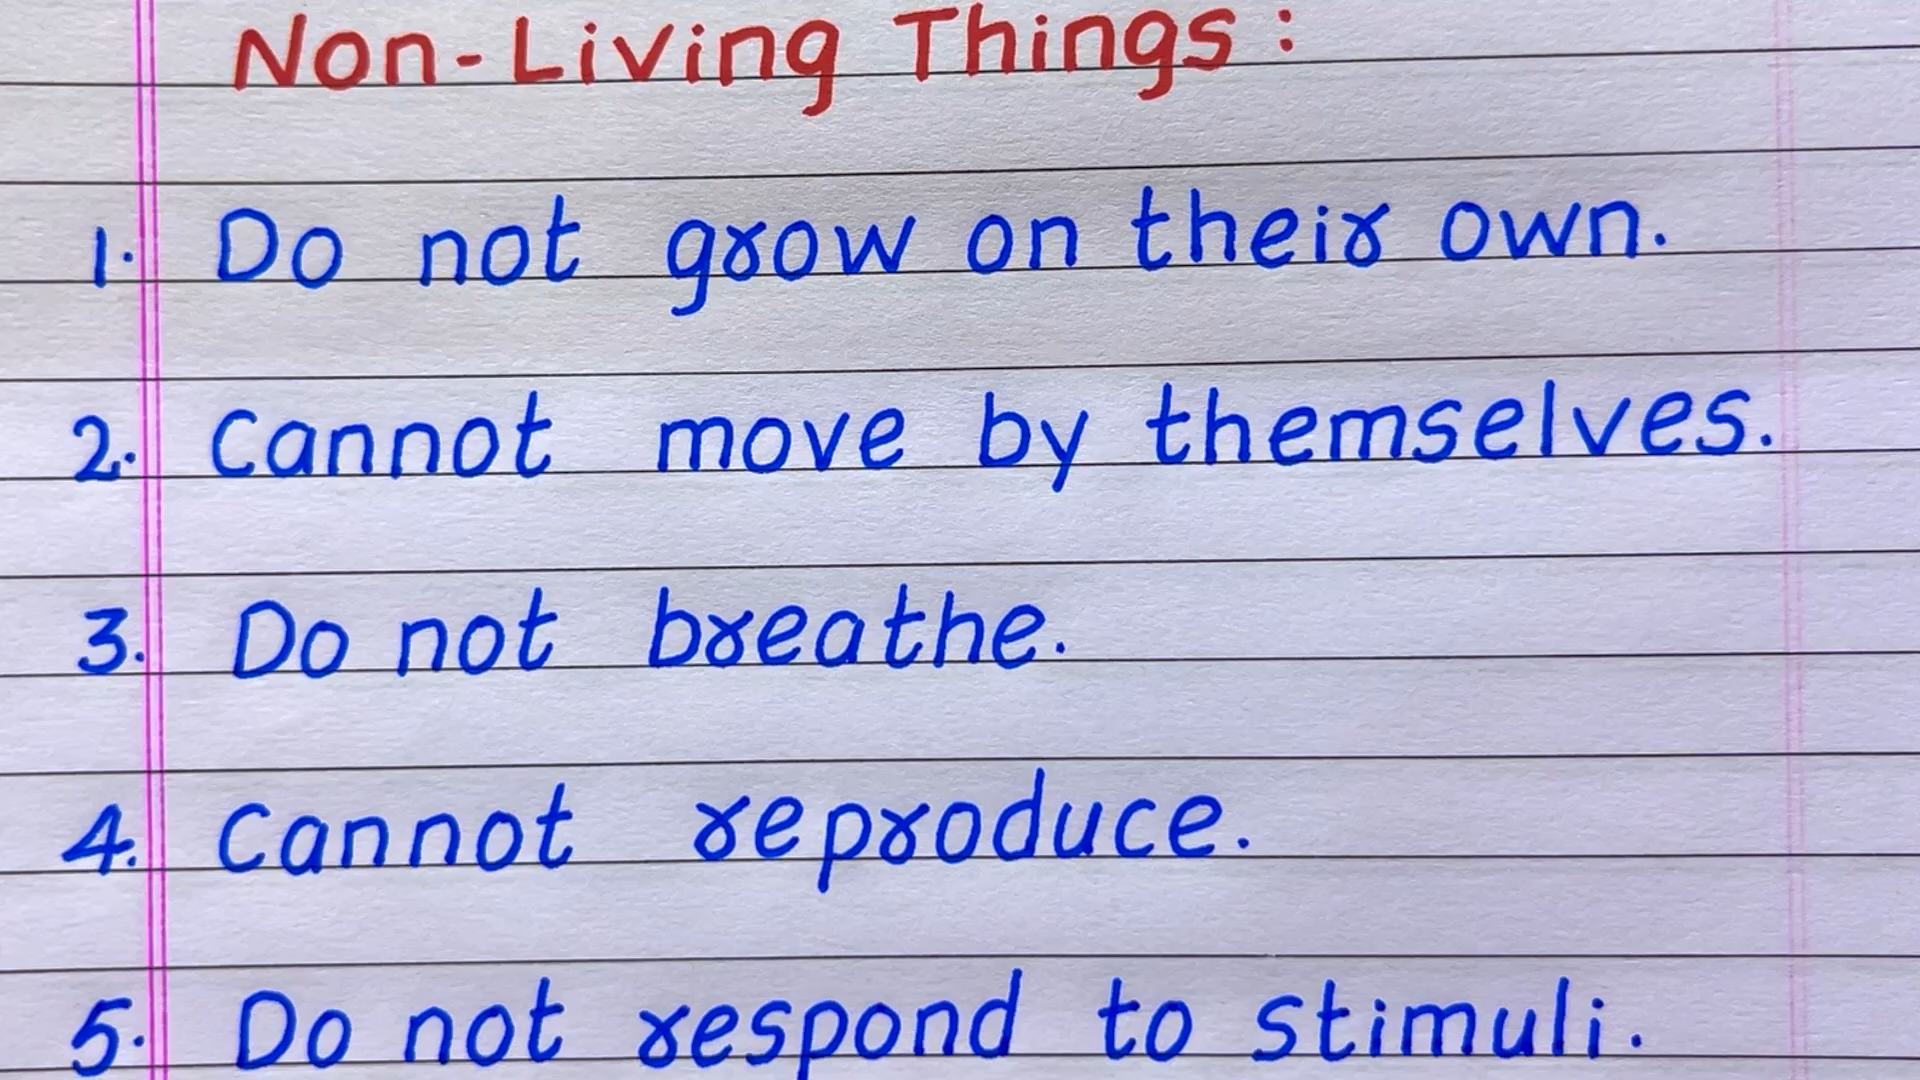 Non-Living Things :
1. Do not grow on their own.
2. Cannot move by themselves.
3. Do not breathe.
4. Cannot reproduce.
5. Do not respond to stimuli.